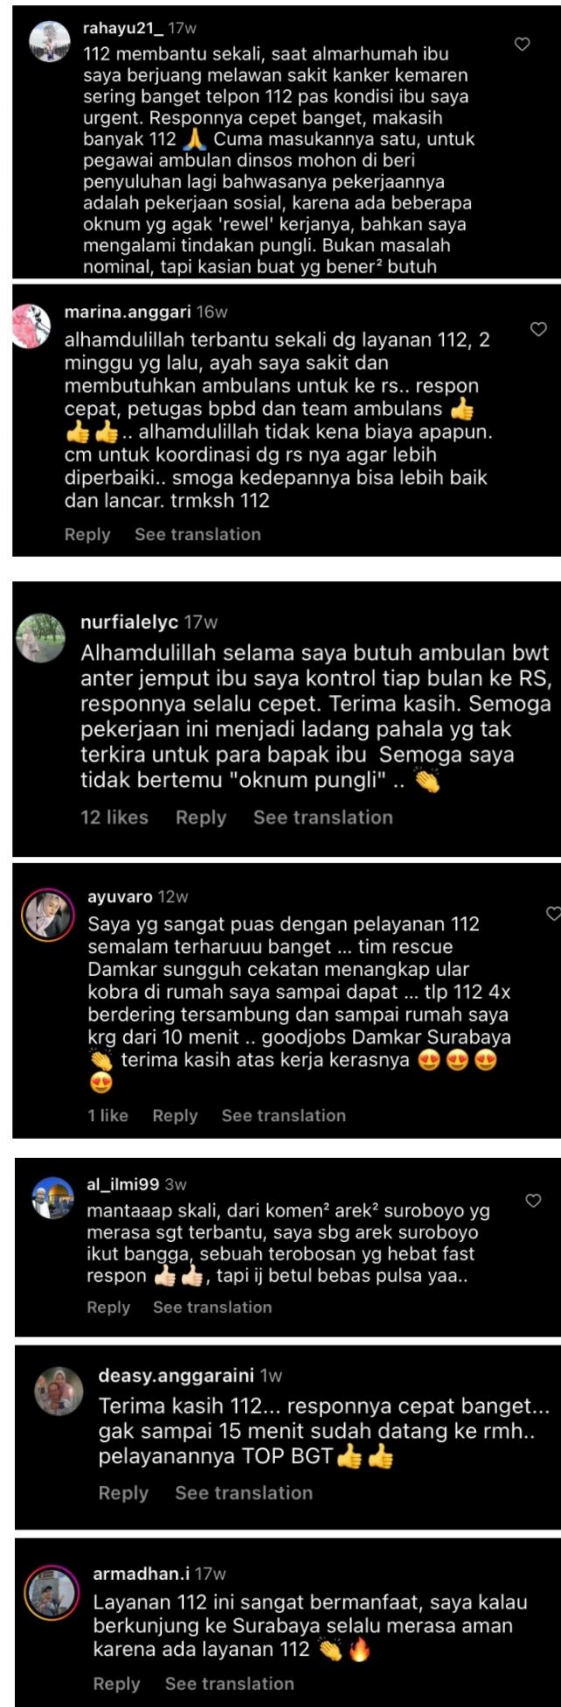 rahayu21_ 17w
112 membantu sekali, saat almarhumah ibu
saya berjuang melawan sakit kanker kemaren
sering banget telpon 112 pas kondisi ibu saya
urgent. Responnya cepet banget, makasih
banyak 112 🙏 Cuma masukannya satu, untuk
pegawai ambulan dinsos mohon di beri
penyuluhan lagi bahwasanya pekerjaannya
adalah pekerjaan sosial, karena ada beberapa
oknum yg agak 'rewel' kerjanya, bahkan saya
mengalami tindakan pungli. Bukan masalah
nominal, tapi kasian buat yg bener² butuh
marina.anggari 16w
alhamdulillah terbantu sekali dg layanan 112, 2
minggu yg lalu, ayah saya sakit dan
membutuhkan ambulans untuk ke rs.. respon
cepat, petugas bpbd dan team ambulans 👍
👍👍.. alhamdulillah tidak kena biaya apapun.
cm untuk koordinasi dg rs nya agar lebih
diperbaiki.. smoga kedepannya bisa lebih baik
dan lancar. trmksh 112
Reply See translation
nurfialelyc 17w
Alhamdulillah selama saya butuh ambulan bwt
anter jemput ibu saya kontrol tiap bulan ke RS,
responnya selalu cepet. Terima kasih. Semoga
pekerjaan ini menjadi ladang pahala yg tak
terkira untuk para bapak ibu Semoga saya
tidak bertemu "oknum pungli" .. 👏
12 likes Reply See translation
ayuvaro 12w
Saya yg sangat puas dengan pelayanan 112
semalam terharuuu banget ... tim rescue
Damkar sungguh cekatan menangkap ular
kobra di rumah saya sampai dapat ... tlp 112 4x
berdering tersambung dan sampai rumah saya
krg dari 10 menit .. goodjobs Damkar Surabaya
👏 terima kasih atas kerja kerasnya 😍😍😍
😍
1 like Reply See translation
al_ilmi99 3w
mantaaap skali, dari komen² arek² suroboyo yg
merasa sgt terbantu, saya sbg arek suroboyo
ikut bangga, sebuah terobosan yg hebat fast
respon 👍🏻👍🏻, tapi ij betul bebas pulsa yaa..
Reply See translation
deasy.anggaraini 1w
Terima kasih 112... responnya cepat banget...
gak sampai 15 menit sudah datang ke rmh..
pelayanannya TOP BGT👍👍
Reply See translation
armadhan.i 17w
Layanan 112 ini sangat bermanfaat, saya kalau
berkunjung ke Surabaya selalu merasa aman
karena ada layanan 112 👏🔥
Reply See translation